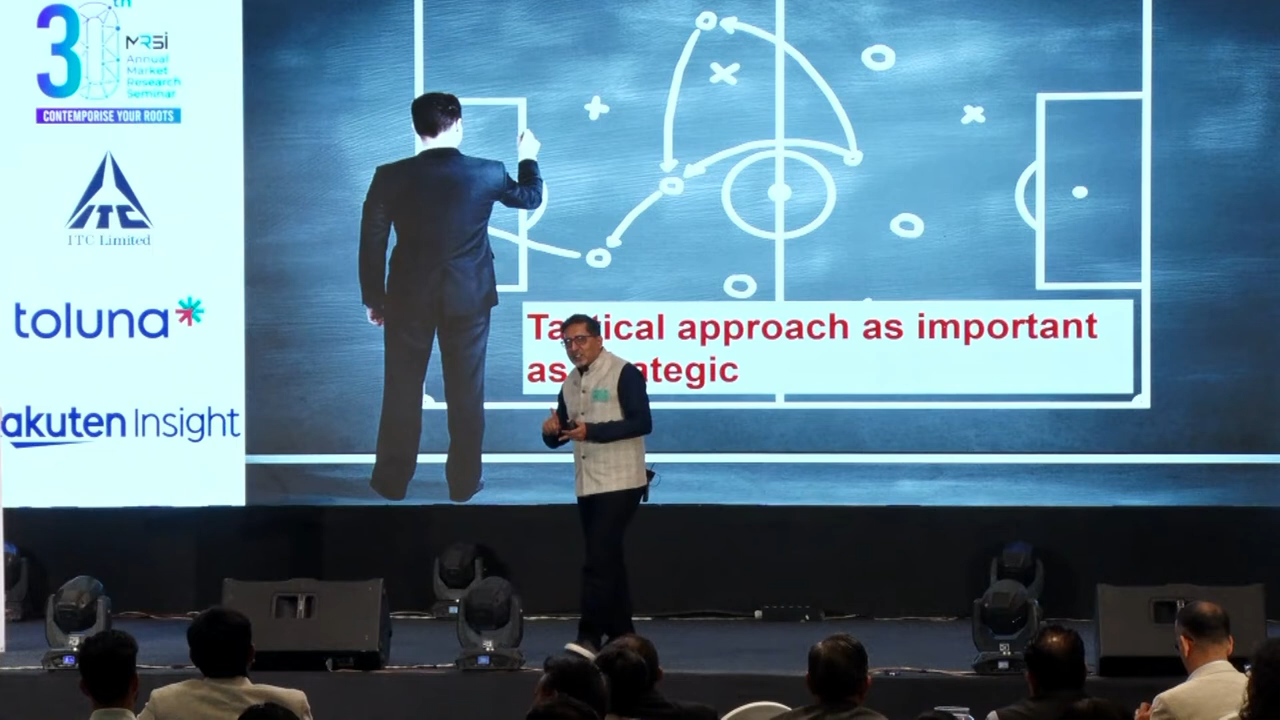 30th
MRSI
Annual
Market
Research
Seminar
CONTEMPORISE YOUR ROOTS
ITC
ITC Limited
toluna*
akuten Insight
Tactical approach as important
as strategic